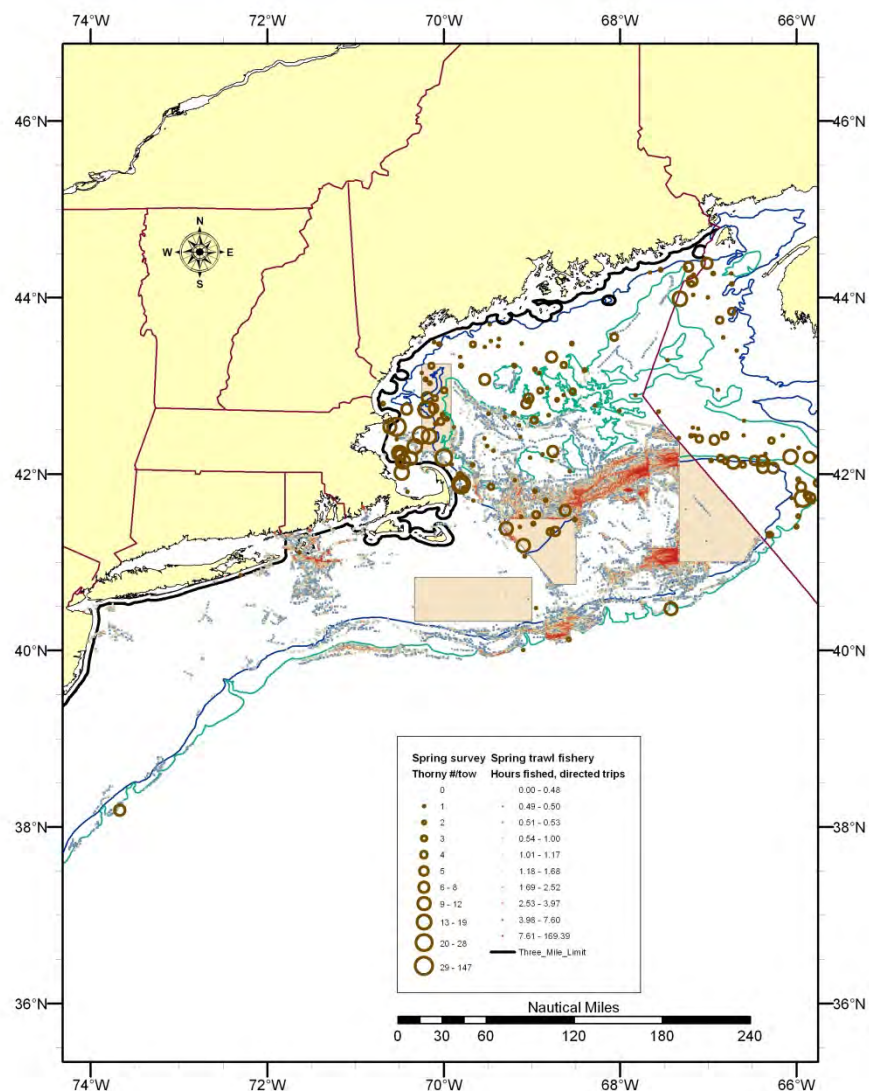 74°W 72°W 70°W 68°W 66°W
46°N 46°N
N
W E
S
44°N 44°N
42°N 42°N
40°N 40°N
38°N 38°N
36°N 36°N
Spring survey Spring trawl fishery
Thorny #/tow Hours fished, directed trips
0 0.00 - 0.48
1 0.49 - 0.50
2 0.51 - 0.53
3 0.54 - 1.00
4 1.01 - 1.17
5 1.18 - 1.68
6 - 8 1.69 - 2.52
9 - 12 2.53 - 3.97
13 - 19 3.98 - 7.60
20 - 28 7.61 - 169.39
29 - 147 Three_Mile_Limit
Nautical Miles
0 30 60 120 180 240
74°W 72°W 70°W 68°W 66°W